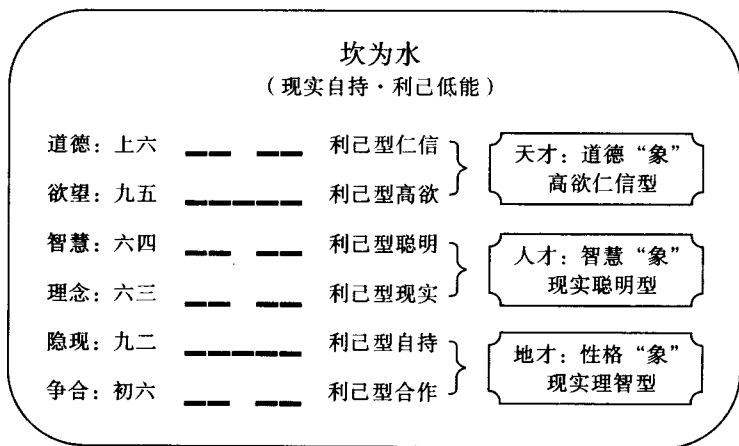 坎为水
（现实自持·利己低能）
道德：上六 利己型仁信
欲望：九五 利己型高欲
天才：道德“象”
高欲仁信型
智慧：六四 利己型聪明
理念：六三 利己型现实
人才：智慧“象”
现实聪明型
隐现：九二 利己型自持
争合：初六 利己型合作
地才：性格“象”
现实理智型